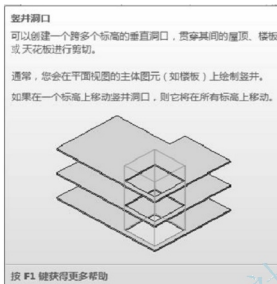 竖井洞口
可以创建一个跨多个标高的垂直洞口，贯穿其间的屋顶、楼板
或 天花板进行剪切。
通常，您会在平面视图的主体图元（如楼板）上绘制竖井。
如果在一个标高上移动竖井洞口，则它将在所有标高上移动。
按 F1 键获得更多帮助